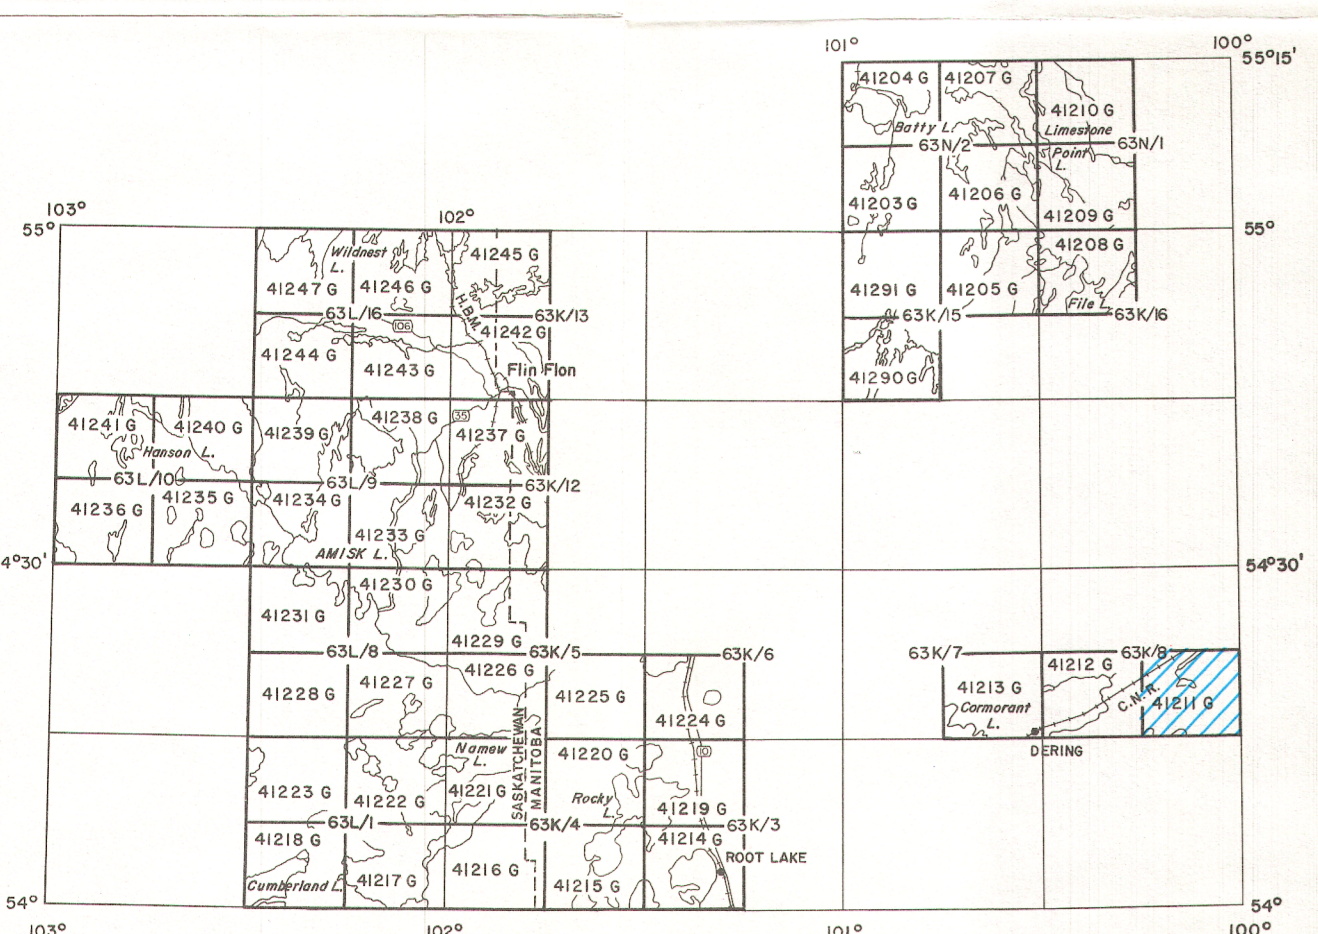 101°
100°
55°15'
41204 G
41207 G
41210 G
Batty L.
Limestone
63N/2
63N/1
Point
L.
41206 G
41203 G
41209 G
103°
102°
55°
55°
41208 G
Wildnest
L.
41245 G
41247 G
41246 G
41291 G
41205 G
File L.
H.B.M.
63L/16
63K/13
63K/15
63K/16
106
41242 G
41244 G
41243 G
Flin Flon
41290 G
41241 G
41240 G
41239 G
41238 G
35
41237 G
Hanson L.
63L/10
63L/9
63K/12
41236 G
41235 G
41234 G
41232 G
41233 G
AMISK L.
4°30'
54°30'
41230 G
41231 G
41229 G
63L/8
63K/5
63K/6
63K/7
63K/8
41226 G
41212 G
41228 G
41227 G
41225 G
41213 G
C.N.R.
41211 G
Cormorant
L.
41224 G
SASKATCHEWAN
MANITOBA
Namew
L.
41220 G
10
DERING
41223 G
41222 G
41221 G
Rocky
L.
41219 G
63L/1
63K/4
63K/3
41218 G
41214 G
ROOT LAKE
41216 G
Cumberland L.
41217 G
41215 G
54°
54°
103°
102°
101°
100°